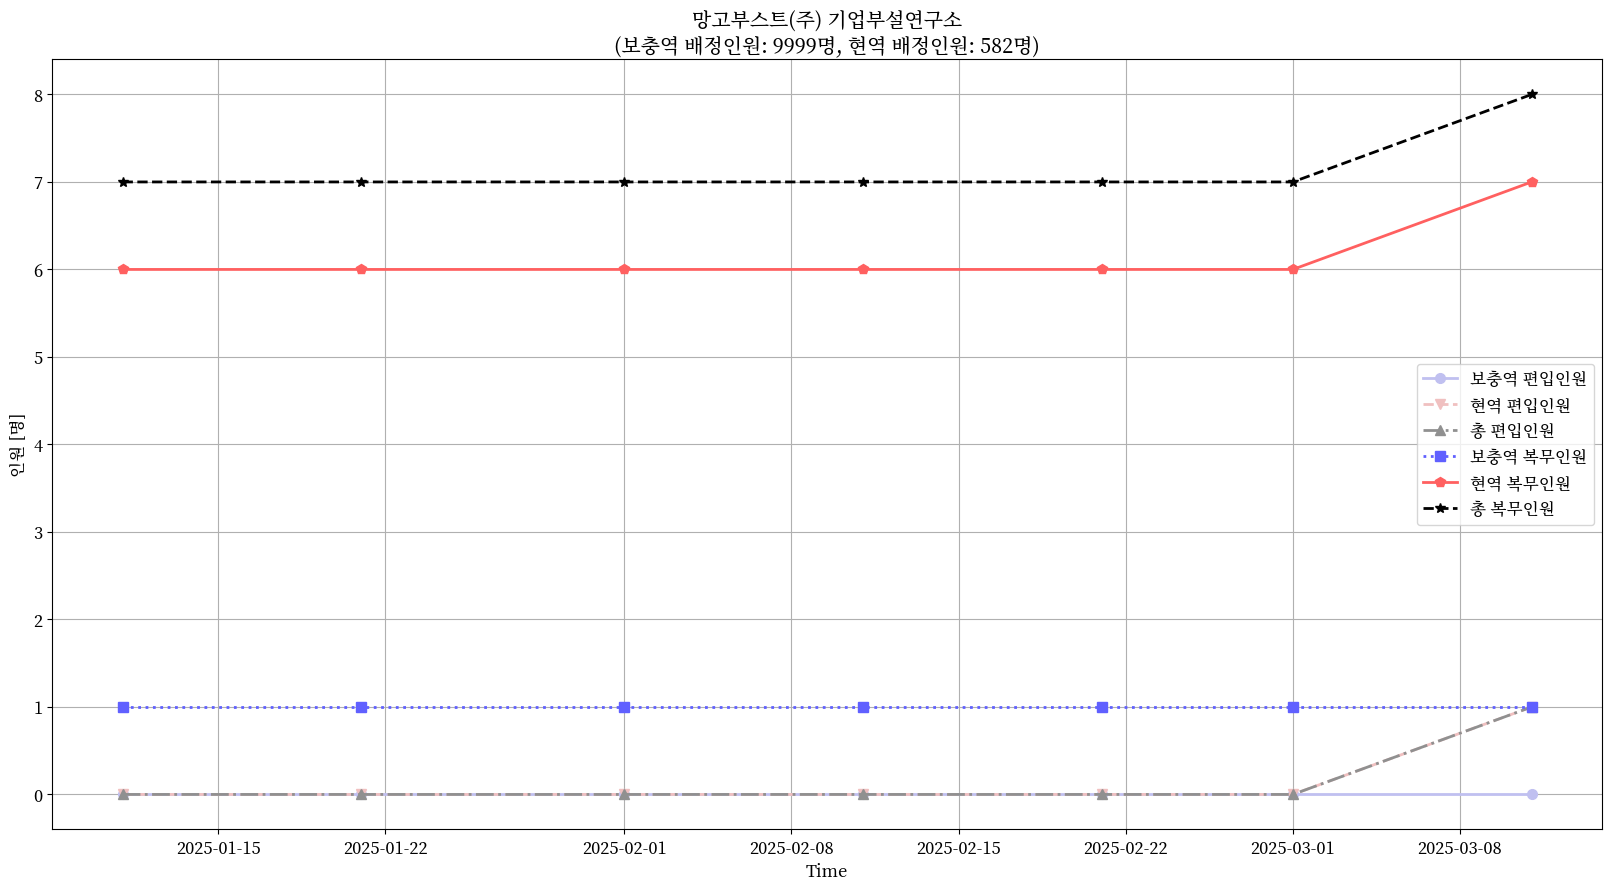 망고부스트(주) 기업부설연구소
(보충역 배정인원: 9999명, 현역 배정인원: 582명)
8
7
6
5
4
3
2
1
0
인원 [명]
보충역 편입인원
현역 편입인원
총 편입인원
보충역 복무인원
현역 복무인원
총 복무인원
2025-01-15
2025-01-22
2025-02-01
2025-02-08
2025-02-15
2025-02-22
2025-03-01
2025-03-08
Time